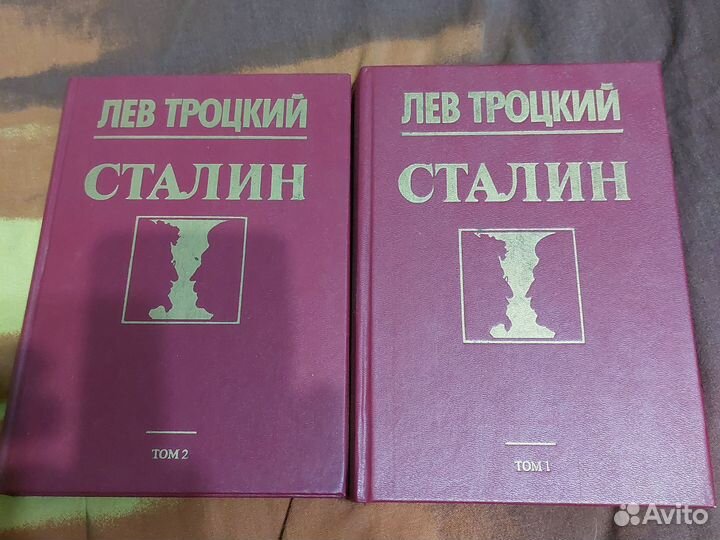 ЛЕВ ТРОЦКИЙ
СТАЛИН
ТОМ 2
ЛЕВ ТРОЦКИЙ
СТАЛИН
ТОМ 1
Avito